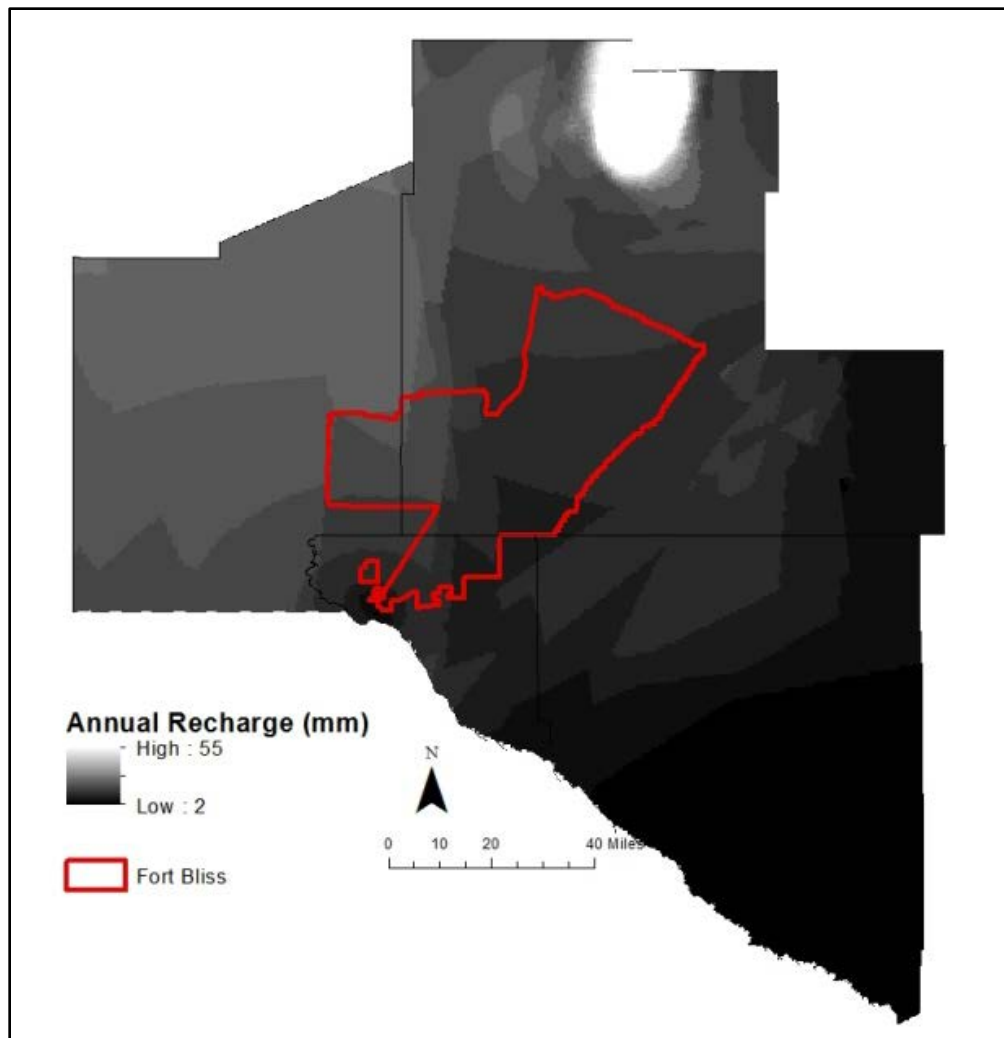 Annual Recharge (mm)
High : 55
Low : 2
N
0 10 20 40 Miles
Fort Bliss